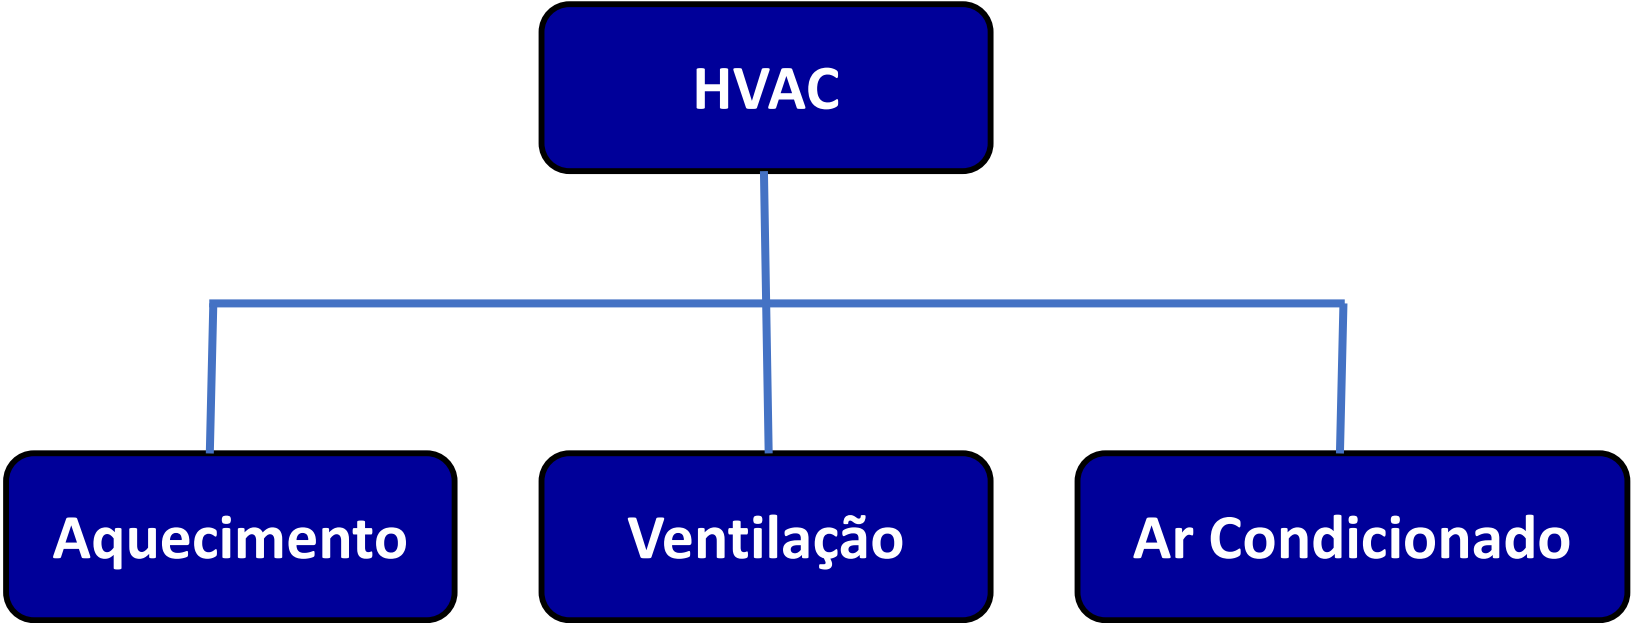 HVAC
Aquecimento
Ventilação
Ar Condicionado